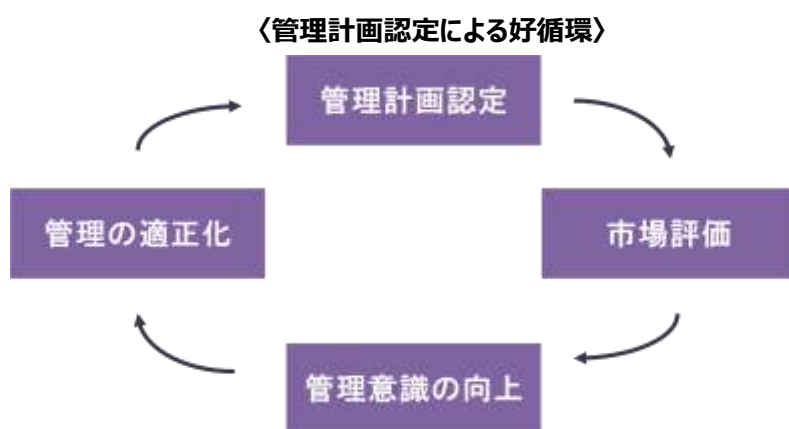 〈管理計画認定による好循環〉
管理計画認定
管理の適正化
市場評価
管理意識の向上